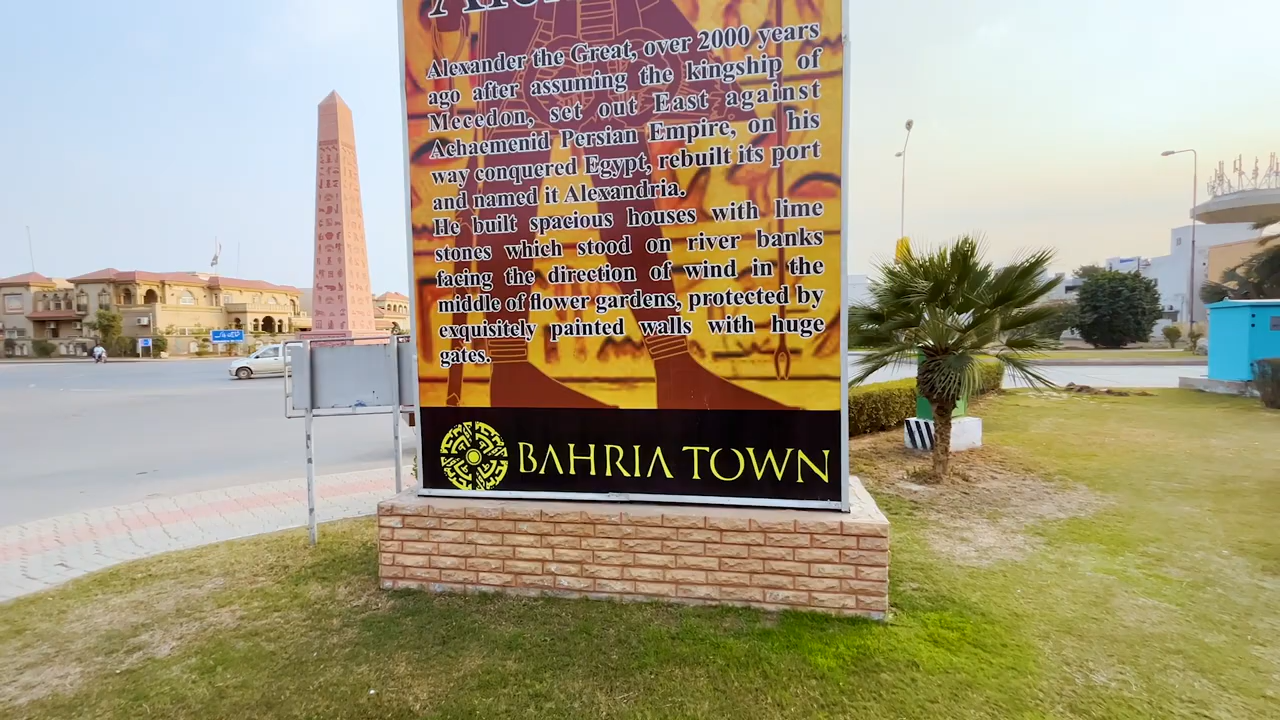 Alexander the Great, over 2000 years
ago after assuming the kingship of
Mecedon, set out East against
Achaemenid Persian Empire, on his
way conquered Egypt, rebuilt its port
and named it Alexandria.
He built spacious houses with lime
stones which stood on river banks
facing the direction of wind in the
middle of flower gardens, protected by
exquisitely painted walls with huge
gates.
BAHRIA TOWN